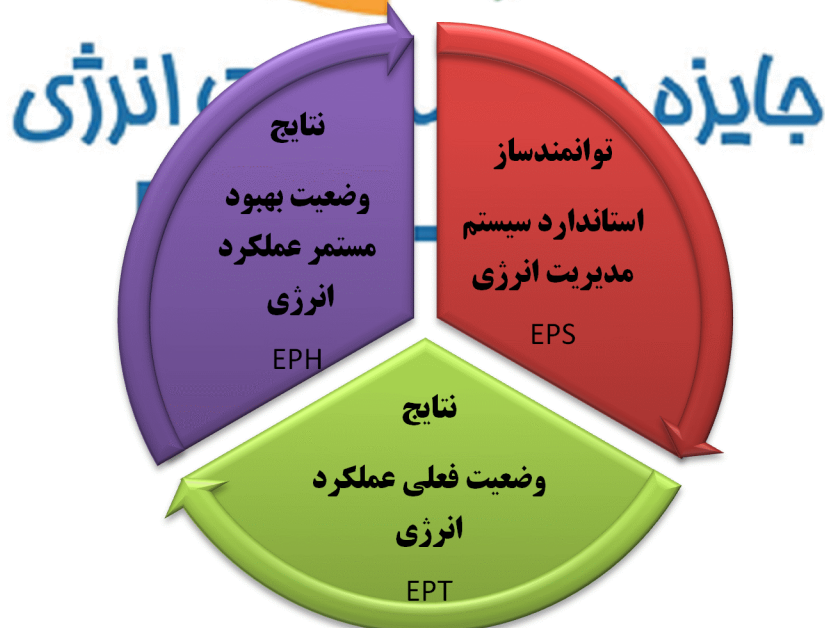 جایزه
انرژی
توانمندساز
استاندارد سیستم
مدیریت انرژی
EPS
نتایج
وضعیت فعلی عملکرد
انرژی
EPT
نتایج
وضعیت بهبود
مستمر عملکرد
انرژی
EPH